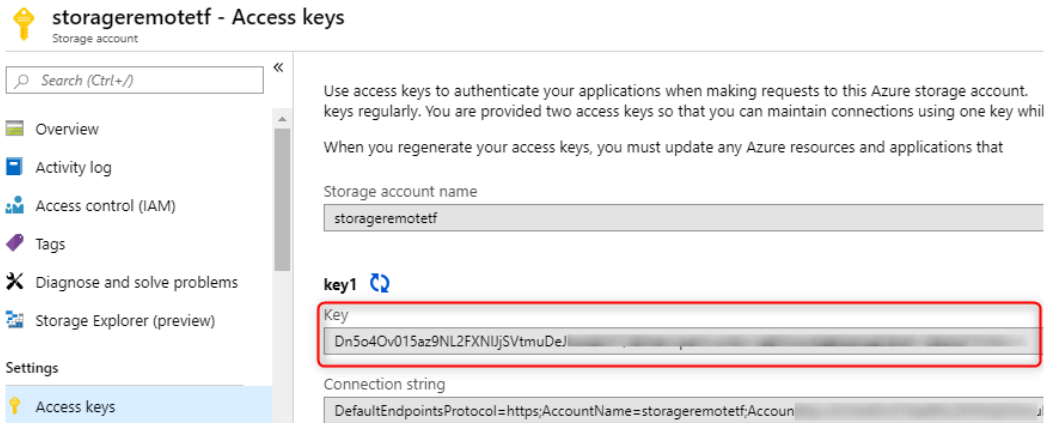 storageremotetf - Access keys
Storage account
Search (Ctrl+/)
«
Overview
Activity log
Access control (IAM)
Tags
Diagnose and solve problems
Storage Explorer (preview)
Settings
Access keys
Use access keys to authenticate your applications when making requests to this Azure storage account.
keys regularly. You are provided two access keys so that you can maintain connections using one key whil
When you regenerate your access keys, you must update any Azure resources and applications that
Storage account name
storageremotetf
key1
Key
Dn5o4Ov015az9NL2FXNlJjSVtmuDeJ
Connection string
DefaultEndpointsProtocol=https;AccountName=storageremotetf;Accoun